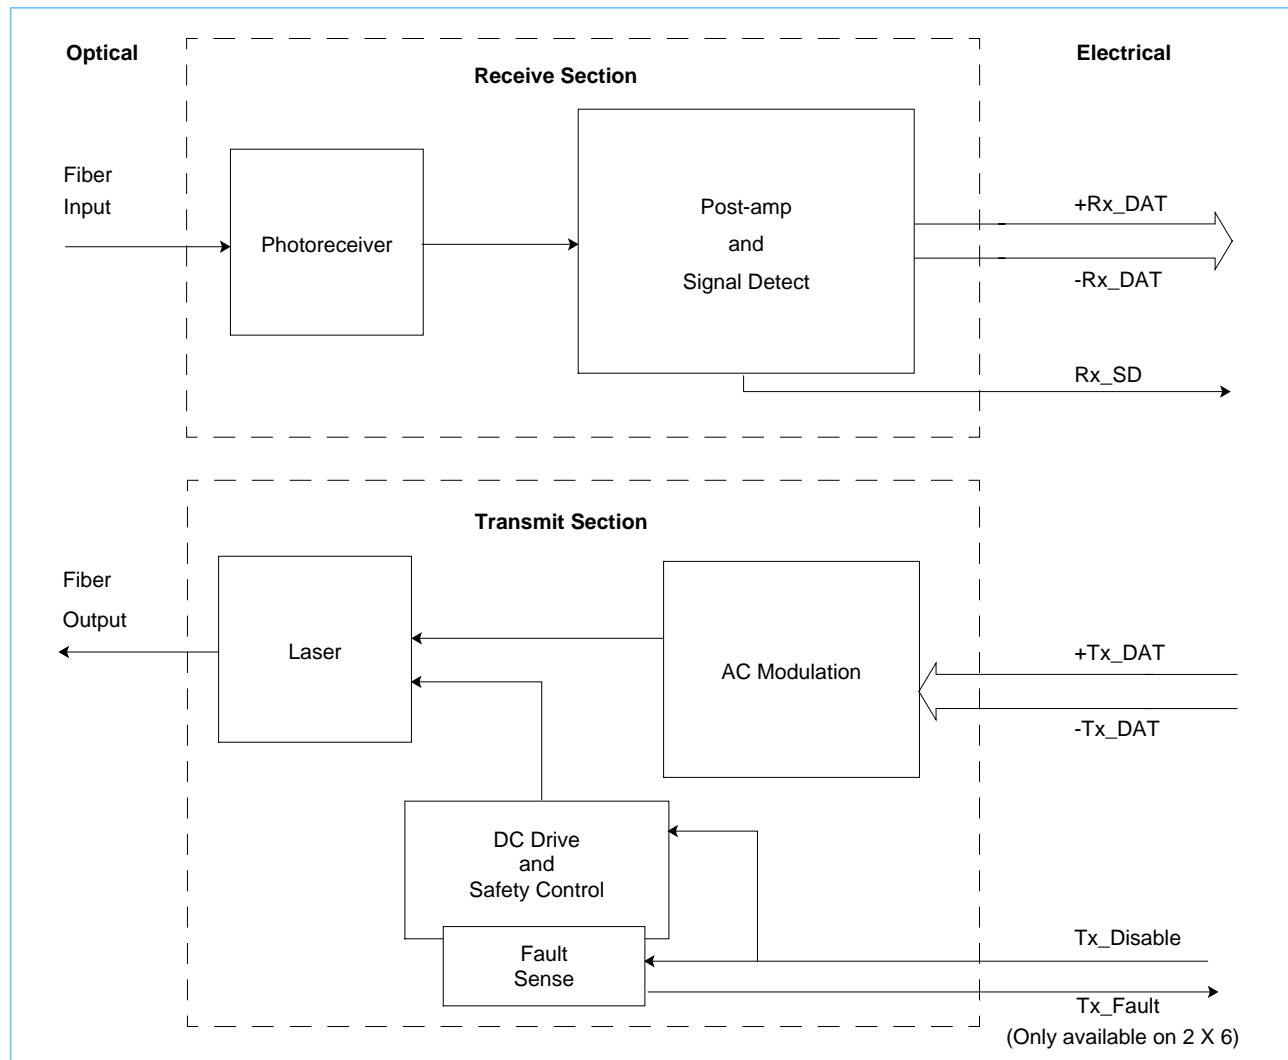 Optical
Electrical
Receive Section
Fiber
Input
Photoreceiver
Post-amp
and
Signal Detect
+Rx_DAT
-Rx_DAT
Rx_SD
Transmit Section
Fiber
Output
Laser
AC Modulation
+Tx_DAT
-Tx_DAT
DC Drive
and
Safety Control
Fault
Sense
Tx_Disable
Tx_Fault
(Only available on 2 X 6)